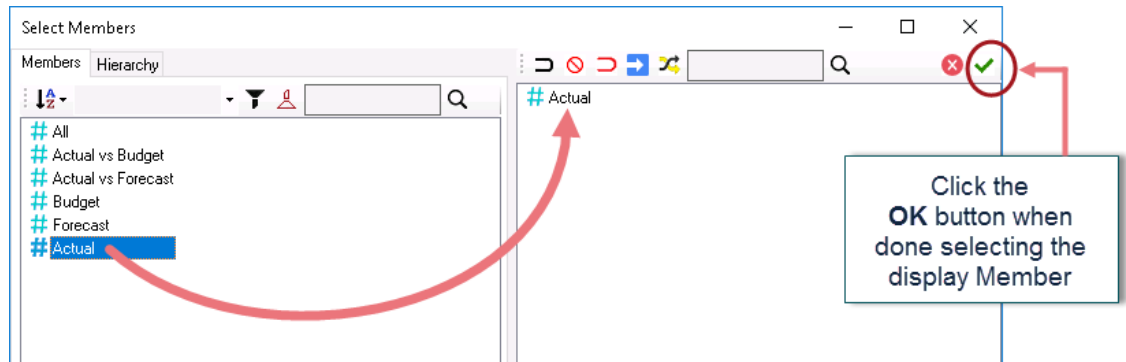 Select Members
Members Hierarchy
All
Actual vs Budget
Actual vs Forecast
Budget
Forecast
Actual
Actual
Click the
OK button when
done selecting the
display Member